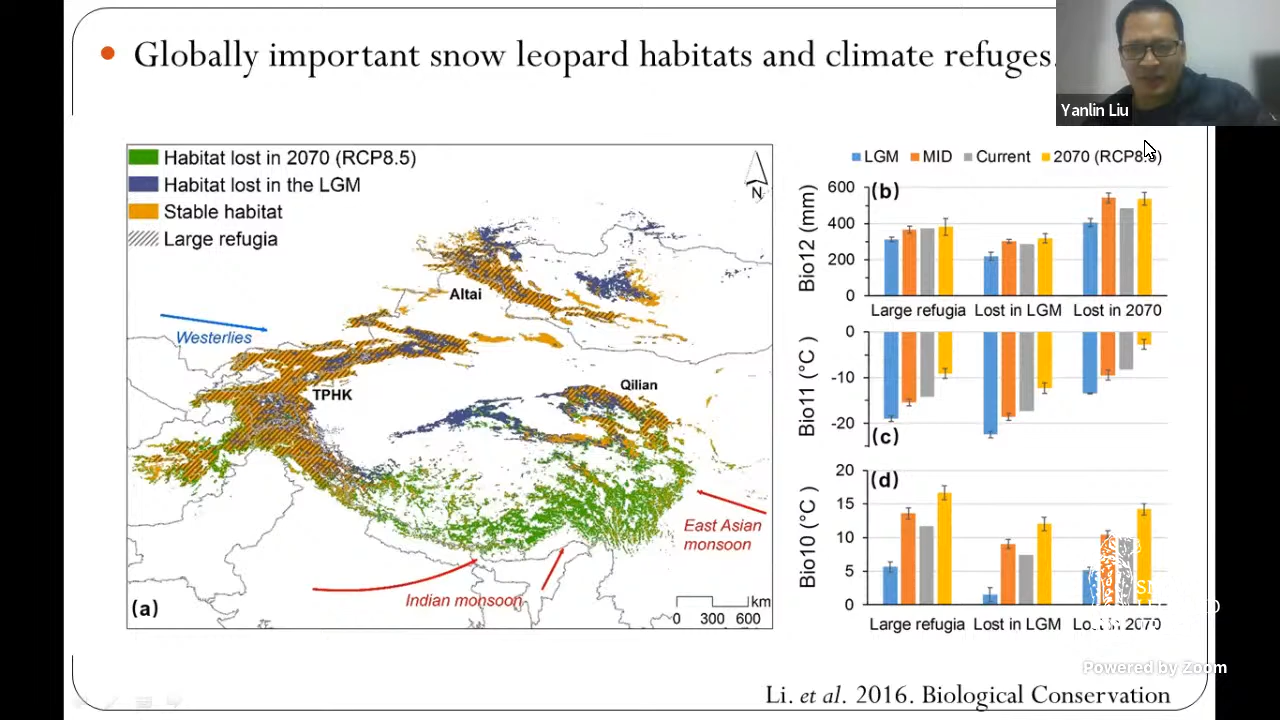 Globally important snow leopard habitats and climate refuges.
Yanlin Liu
Habitat lost in 2070 (RCP8.5)
Habitat lost in the LGM
Stable habitat
Large refugia
N
Altai
Westerlies
TPHK
Qilian
East Asian
monsoon
Indian monsoon
(a)
km
0 300 600
LGM MID Current 2070 (RCP8.5)
(b)
Bio12 (mm)
600
400
200
0
Large refugia Lost in LGM Lost in 2070
0
-10
-20
Bio11 (°C )
(c)
20
15
10
5
0
(d)
Bio10 (°C )
Large refugia Lost in LGM Lost in 2070
Powered by Zoom
Li. et al. 2016. Biological Conservation